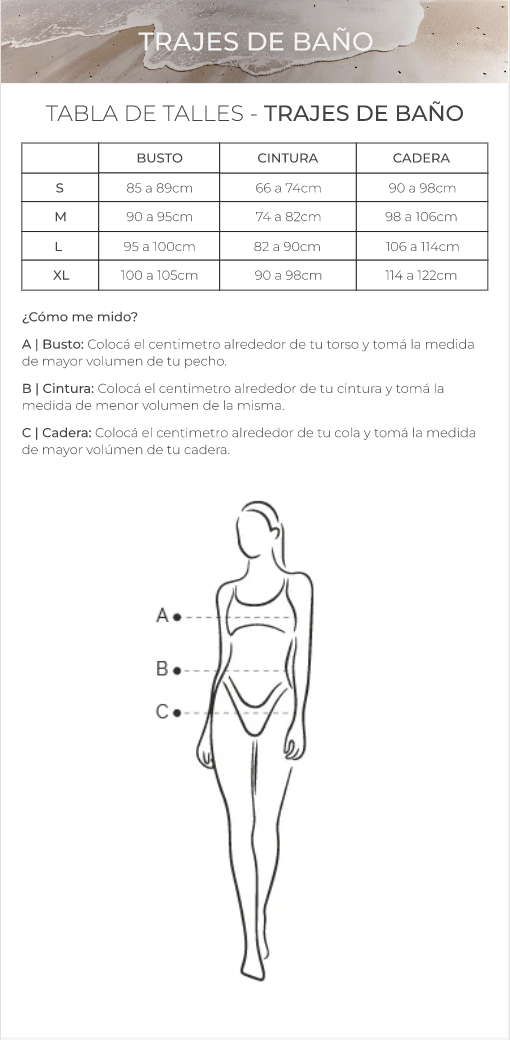 TRAJES DE BAÑO
TABLA DE TALLES - TRAJES DE BAÑO
BUSTO CINTURA CADERA
S 85 a 89cm 66 a 74cm 90 a 98cm
M 90 a 95cm 74 a 82cm 98 a 106cm
L 95 a 100cm 82 a 90cm 106 a 114cm
XL 100 a 105cm 90 a 98cm 114 a 122cm
¿Cómo me mido?
A | Busto: Colocá el centimetro alrededor de tu torso y tomá la medida
de mayor volumen de tu pecho.
B | Cintura: Colocá el centimetro alrededor de tu cintura y tomá la
medida de menor volumen de la misma.
C | Cadera: Colocá el centimetro alrededor de tu cola y tomá la medida
de mayor volúmen de tu cadera.
A
B
C